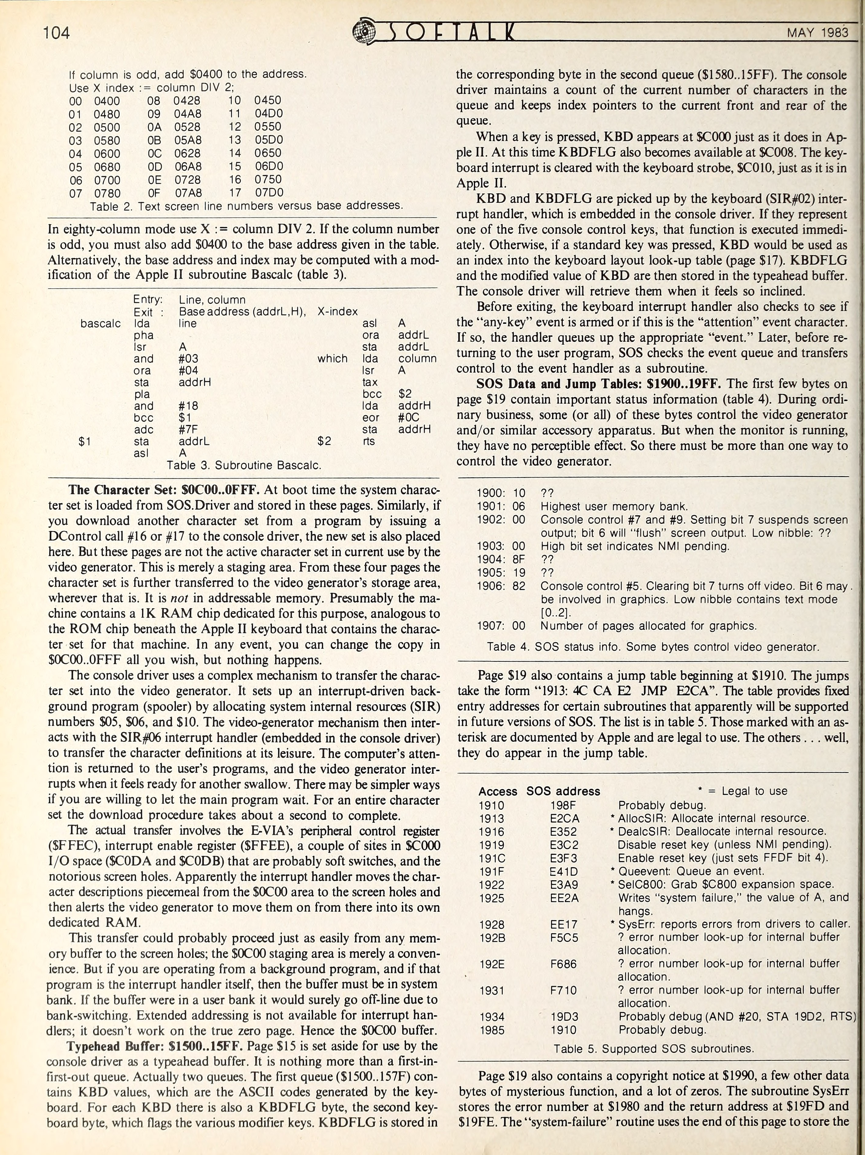 104
SOFTALK
MAY 1983
If column is odd, add $0400 to the address.
Use X index := column DIV 2;
00 0400 08 0428 10 0450
01 0480 09 04A8 11 04D0
02 0500 0A 0528 12 0550
03 0580 0B 05A8 13 05D0
04 0600 0C 0628 14 0650
05 0680 0D 06A8 15 06D0
06 0700 0E 0728 16 0750
07 0780 0F 07A8 17 07D0
Table 2. Text screen line numbers versus base addresses.
In eighty-column mode use X := column DIV 2. If the column number
is odd, you must also add $0400 to the base address given in the table.
Alternatively, the base address and index may be computed with a mod-
ification of the Apple II subroutine Bascalc (table 3).
Entry: Line, column
Exit : Base address (addrL,H), X-index
bascalc lda line asl A
pha ora addrL
lsr A sta addrL
and #03 which lda column
ora #04 lsr A
sta addrH tax
pla bcc $2
and #18 lda addrH
bcc $1 eor #0C
adc #7F sta addrH
$1 sta addrL $2 rts
asl A
Table 3. Subroutine Bascalc.
The Character Set: $0C00..0FFF. At boot time the system charac-
ter set is loaded from SOS.Driver and stored in these pages. Similarly, if
you download another character set from a program by issuing a
DControl call #16 or #17 to the console driver, the new set is also placed
here. But these pages are not the active character set in current use by the
video generator. This is merely a staging area. From these four pages the
character set is further transferred to the video generator's storage area,
wherever that is. It is not in addressable memory. Presumably the ma-
chine contains a 1K RAM chip dedicated for this purpose, analogous to
the ROM chip beneath the Apple II keyboard that contains the charac-
ter set for that machine. In any event, you can change the copy in
$0C00..0FFF all you wish, but nothing happens.
The console driver uses a complex mechanism to transfer the charac-
ter set into the video generator. It sets up an interrupt-driven back-
ground program (spooler) by allocating system internal resources (SIR)
numbers $05, $06, and $10. The video-generator mechanism then inter-
acts with the SIR#06 interrupt handler (embedded in the console driver)
to transfer the character definitions at its leisure. The computer's atten-
tion is returned to the user's programs, and the video generator inter-
rupts when it feels ready for another swallow. There may be simpler ways
if you are willing to let the main program wait. For an entire character
set the download procedure takes about a second to complete.
The actual transfer involves the E-VIA's peripheral control register
($FFEC), interrupt enable register ($FFEE), a couple of sites in $C000
I/O space ($C0DA and $C0DB) that are probably soft switches, and the
notorious screen holes. Apparently the interrupt handler moves the char-
acter descriptions piecemeal from the $0C00 area to the screen holes and
then alerts the video generator to move them on from there into its own
dedicated RAM.
This transfer could probably proceed just as easily from any mem-
ory buffer to the screen holes; the $0C00 staging area is merely a conven-
ience. But if you are operating from a background program, and if that
program is the interrupt handler itself, then the buffer must be in system
bank. If the buffer were in a user bank it would surely go off-line due to
bank-switching. Extended addressing is not available for interrupt han-
dlers; it doesn't work on the true zero page. Hence the $0C00 buffer.
Typehead Buffer: $1500..15FF. Page $15 is set aside for use by the
console driver as a typeahead buffer. It is nothing more than a first-in-
first-out queue. Actually two queues. The first queue ($1500..157F) con-
tains KBD values, which are the ASCII codes generated by the key-
board. For each KBD there is also a KBDFLG byte, the second key-
board byte, which flags the various modifier keys. KBDFLG is stored in
the corresponding byte in the second queue ($1580..15FF). The console
driver maintains a count of the current number of characters in the
queue and keeps index pointers to the current front and rear of the
queue.
When a key is pressed, KBD appears at $C000 just as it does in Ap-
ple II. At this time KBDFLG also becomes available at $C008. The key-
board interrupt is cleared with the keyboard strobe, $C010, just as it is in
Apple II.
KBD and KBDFLG are picked up by the keyboard (SIR#02) inter-
rupt handler, which is embedded in the console driver. If they represent
one of the five console control keys, that function is executed immedi-
ately. Otherwise, if a standard key was pressed, KBD would be used as
an index into the keyboard layout look-up table (page $17). KBDFLG
and the modified value of KBD are then stored in the typeahead buffer.
The console driver will retrieve them when it feels so inclined.
Before exiting, the keyboard interrupt handler also checks to see if
the "any-key" event is armed or if this is the "attention" event character.
If so, the handler queues up the appropriate "event." Later, before re-
turning to the user program, SOS checks the event queue and transfers
control to the event handler as a subroutine.
SOS Data and Jump Tables: $1900..19FF. The first few bytes on
page $19 contain important status information (table 4). During ordi-
nary business, some (or all) of these bytes control the video generator
and/or similar accessory apparatus. But when the monitor is running,
they have no perceptible effect. So there must be more than one way to
control the video generator.
1900: 10 ??
1901: 06 Highest user memory bank.
1902: 00 Console control #7 and #9. Setting bit 7 suspends screen
output; bit 6 will "flush" screen output. Low nibble: ??
1903: 00 High bit set indicates NMI pending.
1904: 8F ??
1905: 19 ??
1906: 82 Console control #5. Clearing bit 7 turns off video. Bit 6 may
be involved in graphics. Low nibble contains text mode
[0..2].
1907: 00 Number of pages allocated for graphics.
Table 4. SOS status info. Some bytes control video generator.
Page $19 also contains a jump table beginning at $1910. The jumps
take the form "1913: 4C CA E2 JMP E2CA". The table provides fixed
entry addresses for certain subroutines that apparently will be supported
in future versions of SOS. The list is in table 5. Those marked with an as-
terisk are documented by Apple and are legal to use. The others . . . well,
they do appear in the jump table.
Access SOS address * = Legal to use
1910 198F Probably debug.
1913 E2CA * AllocSIR: Allocate internal resource.
1916 E352 * DealcSIR: Deallocate internal resource.
1919 E3C2 Disable reset key (unless NMI pending).
191C E3F3 Enable reset key (just sets FFDF bit 4).
191F E41D * Queevent: Queue an event.
1922 E3A9 * SelC800: Grab $C800 expansion space.
1925 EE2A Writes "system failure," the value of A, and
hangs.
1928 EE17 * SysErr: reports errors from drivers to caller.
192B F5C5 ? error number look-up for internal buffer
allocation.
192E F686 ? error number look-up for internal buffer
allocation.
1931 F710 ? error number look-up for internal buffer
allocation.
1934 19D3 Probably debug (AND #20, STA 19D2, RTS)
1985 1910 Probably debug.
Table 5. Supported SOS subroutines.
Page $19 also contains a copyright notice at $1990, a few other data
bytes of mysterious function, and a lot of zeros. The subroutine SysErr
stores the error number at $1980 and the return address at $19FD and
$19FE. The "system-failure" routine uses the end of this page to store the